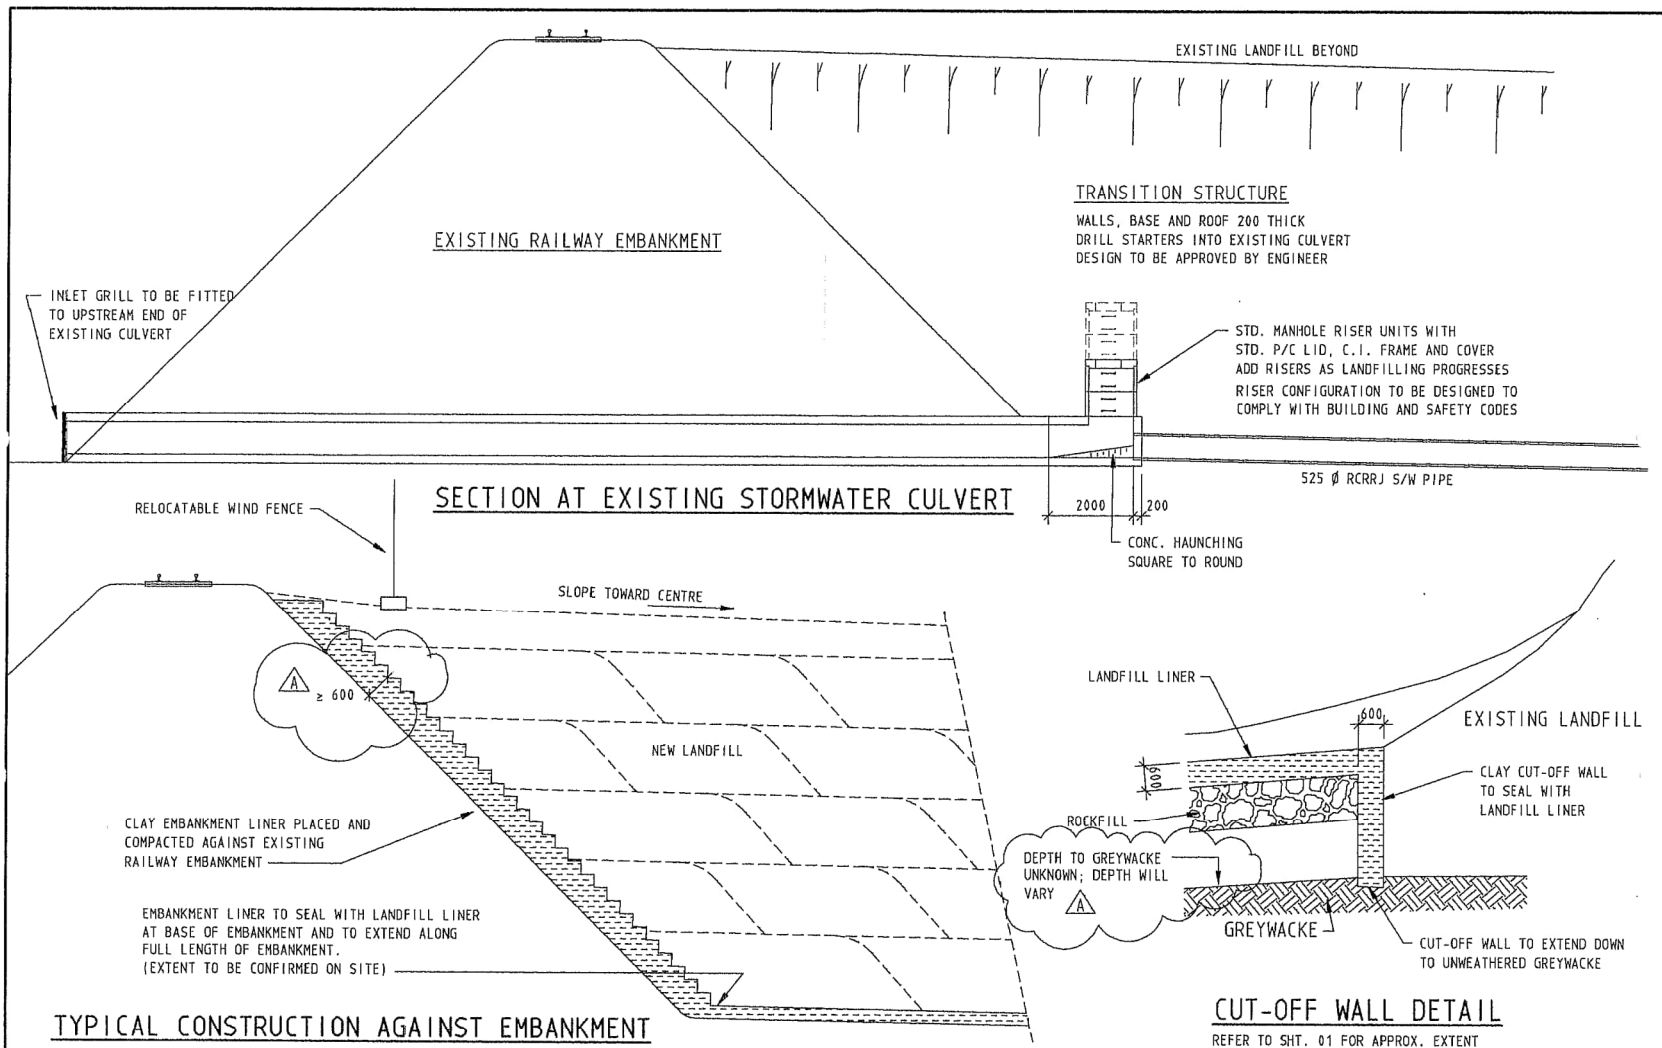 EXISTING LANDFILL BEYOND
TRANSITION STRUCTURE
WALLS, BASE AND ROOF 200 THICK
DRILL STARTERS INTO EXISTING CULVERT
DESIGN TO BE APPROVED BY ENGINEER
EXISTING RAILWAY EMBANKMENT
INLET GRILL TO BE FITTED
TO UPSTREAM END OF
EXISTING CULVERT
STD. MANHOLE RISER UNITS WITH
STD. P/C LID, C.I. FRAME AND COVER
ADD RISERS AS LANDFILLING PROGRESSES
RISER CONFIGURATION TO BE DESIGNED TO
COMPLY WITH BUILDING AND SAFETY CODES
525 Ø RCRRJ S/W PIPE
SECTION AT EXISTING STORMWATER CULVERT
2000
200
CONC. HAUNCHING
SQUARE TO ROUND
RELOCATABLE WIND FENCE
SLOPE TOWARD CENTRE
A
≥ 600
NEW LANDFILL
CLAY EMBANKMENT LINER PLACED AND
COMPACTED AGAINST EXISTING
RAILWAY EMBANKMENT
EMBANKMENT LINER TO SEAL WITH LANDFILL LINER
AT BASE OF EMBANKMENT AND TO EXTEND ALONG
FULL LENGTH OF EMBANKMENT.
(EXTENT TO BE CONFIRMED ON SITE)
TYPICAL CONSTRUCTION AGAINST EMBANKMENT
LANDFILL LINER
600
EXISTING LANDFILL
600
CLAY CUT-OFF WALL
TO SEAL WITH
LANDFILL LINER
ROCKFILL
DEPTH TO GREYWACKE
UNKNOWN; DEPTH WILL
VARY
A
GREYWACKE
CUT-OFF WALL TO EXTEND DOWN
TO UNWEATHERED GREYWACKE
CUT-OFF WALL DETAIL
REFER TO SHT. 01 FOR APPROX. EXTENT